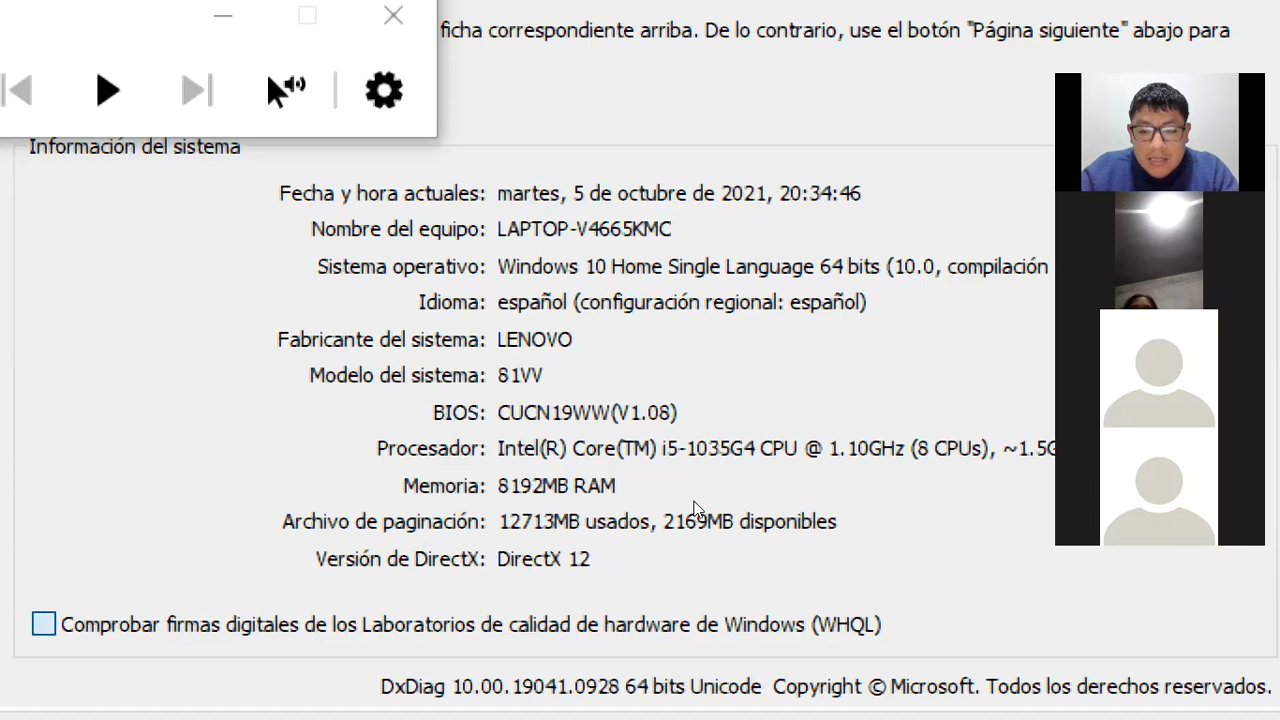 ficha correspondiente arriba. De lo contrario, use el botón "Página siguiente" abajo para
Información del sistema
Fecha y hora actuales: martes, 5 de octubre de 2021, 20:34:46
Nombre del equipo: LAPTOP-V4665KMC
Sistema operativo: Windows 10 Home Single Language 64 bits (10.0, compilación
Idioma: español (configuración regional: español)
Fabricante del sistema: LENOVO
Modelo del sistema: 81VV
BIOS: CUCN19WW(V1.08)
Procesador: Intel(R) Core(TM) i5-1035G4 CPU @ 1.10GHz (8 CPUs), ~1.5G
Memoria: 8192MB RAM
Archivo de paginación: 12713MB usados, 2169MB disponibles
Versión de DirectX: DirectX 12
Comprobar firmas digitales de los Laboratorios de calidad de hardware de Windows (WHQL)
DxDiag 10.00.19041.0928 64 bits Unicode Copyright © Microsoft. Todos los derechos reservados.